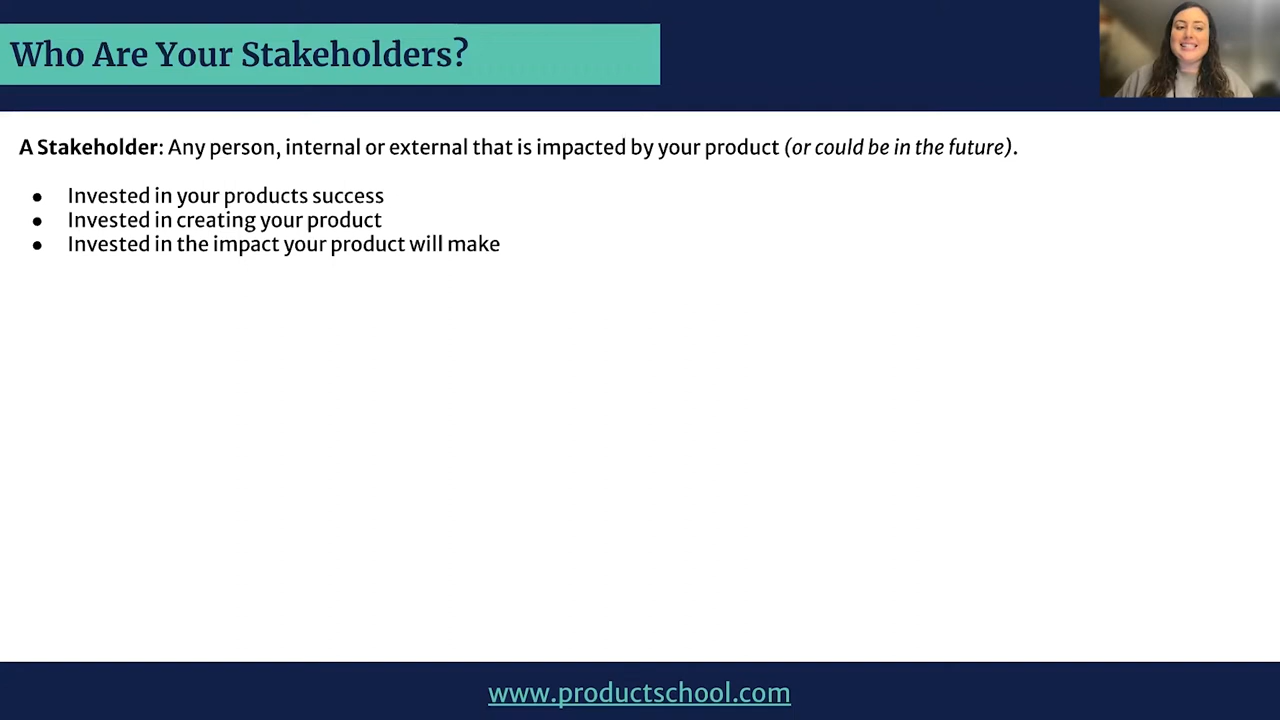 Who Are Your Stakeholders?
A Stakeholder: Any person, internal or external that is impacted by your product (or could be in the future).
● Invested in your products success
● Invested in creating your product
● Invested in the impact your product will make
www.productschool.com